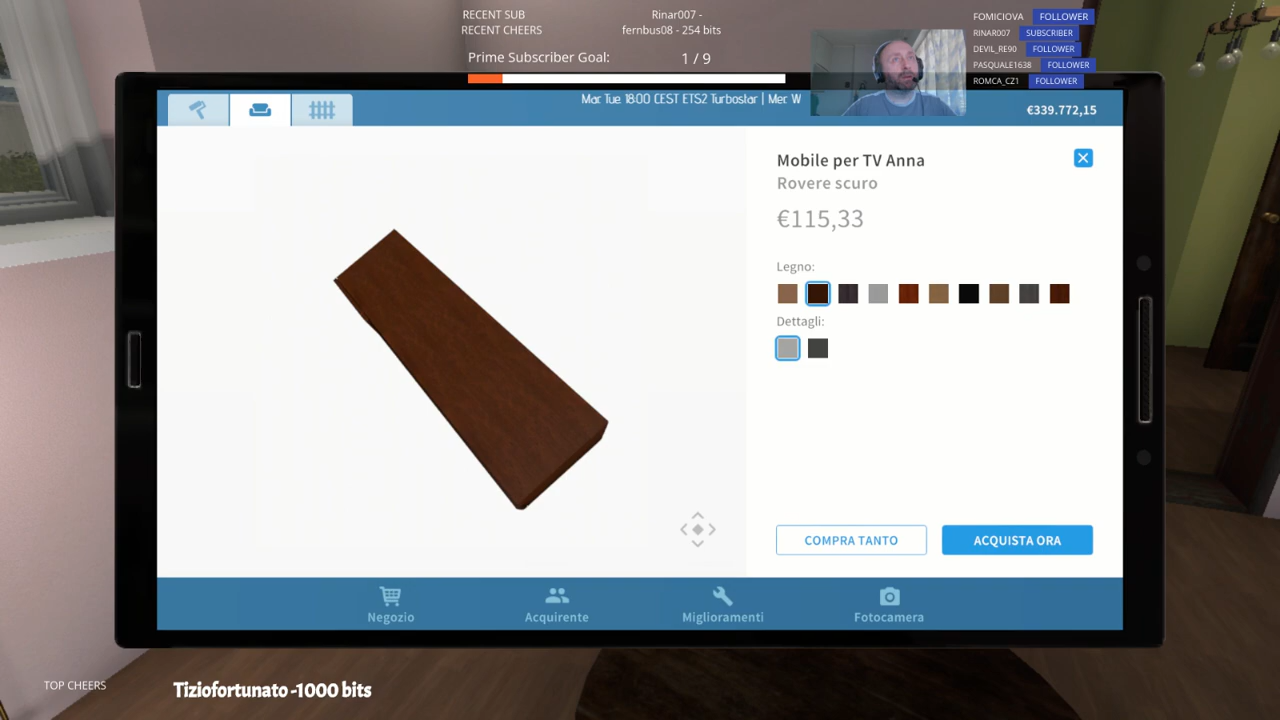 RECENT SUB
Rinar007 -
RECENT CHEERS
fernbus08 - 254 bits
Prime Subscriber Goal:
1 / 9
FOMICIOVA FOLLOWER
RINAR007 SUBSCRIBER
DEVIL_RE90 FOLLOWER
PASQUALE1638 FOLLOWER
ROMCA_CZ1 FOLLOWER
Mar Tue 18:00 CEST ETS2 Turbostar | Mer W
€339.772,15
Mobile per TV Anna
Rovere scuro
€115,33
Legno:
Dettagli:
COMPRA TANTO
ACQUISTA ORA
Negozio
Acquirente
Miglioramenti
Fotocamera
TOP CHEERS
Tiziofortunato -1000 bits